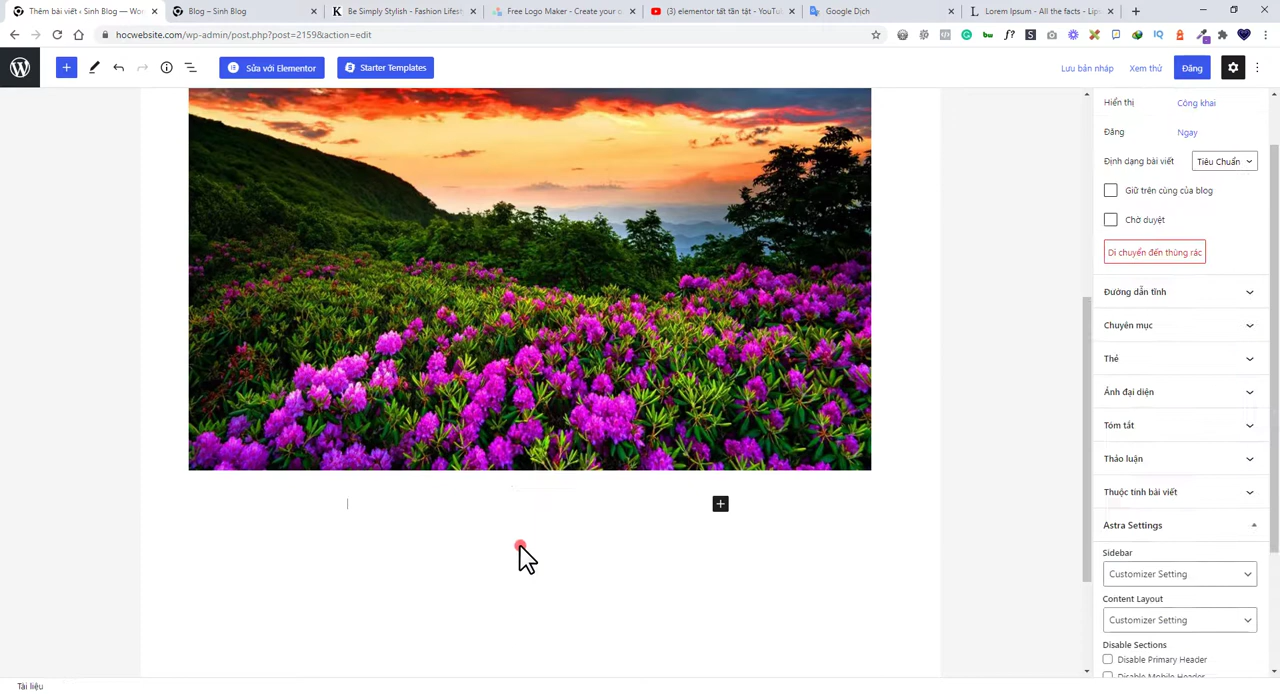 Thêm bài viết ‹ Sinh Blog — Wor
Blog – Sinh Blog
Be Simply Stylish - Fashion Lifest
Free Logo Maker - Create your o
(3) elementor tất tần tật - YouTu
Google Dịch
Lorem Ipsum - All the facts - Lip
hocwebsite.com/wp-admin/post.php?post=2159&action=edit
Sửa với Elementor
Starter Templates
Lưu bản nháp
Xem thử
Đăng
Hiển thị
Công khai
Đăng
Ngay
Định dạng bài viết
Tiêu Chuẩn
Giữ trên cùng của blog
Chờ duyệt
Di chuyển đến thùng rác
Đường dẫn tĩnh
Chuyên mục
Thẻ
Ảnh đại diện
Tóm tắt
Thảo luận
Thuộc tính bài viết
Astra Settings
Sidebar
Customizer Setting
Content Layout
Customizer Setting
Disable Sections
Disable Primary Header
Disable Mobile Header
Tài liệu